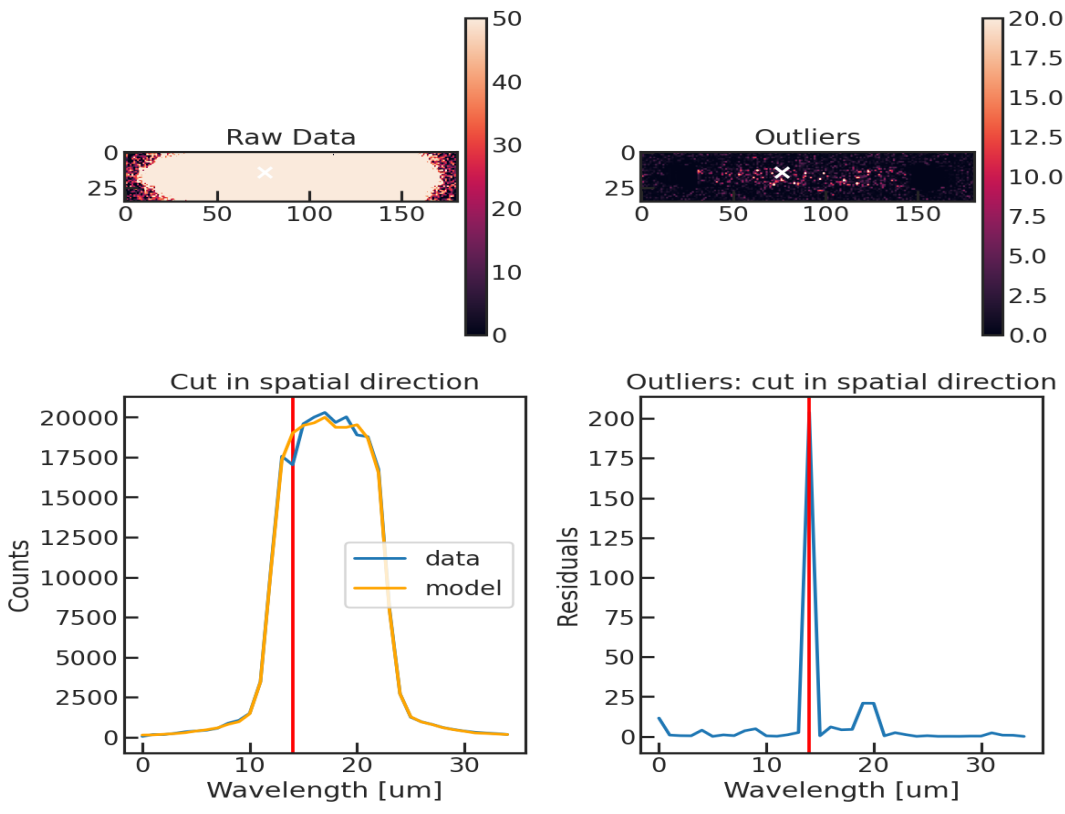 Raw Data
0
25
0 50 100 150
50
40
30
20
10
0
Outliers
0
25
0 50 100 150
20.0
17.5
15.0
12.5
10.0
7.5
5.0
2.5
0.0
Cut in spatial direction
Counts
20000
17500
15000
12500
10000
7500
5000
2500
0
data
model
0 10 20 30
Wavelength [um]
Outliers: cut in spatial direction
Residuals
200
175
150
125
100
75
50
25
0
0 10 20 30
Wavelength [um]